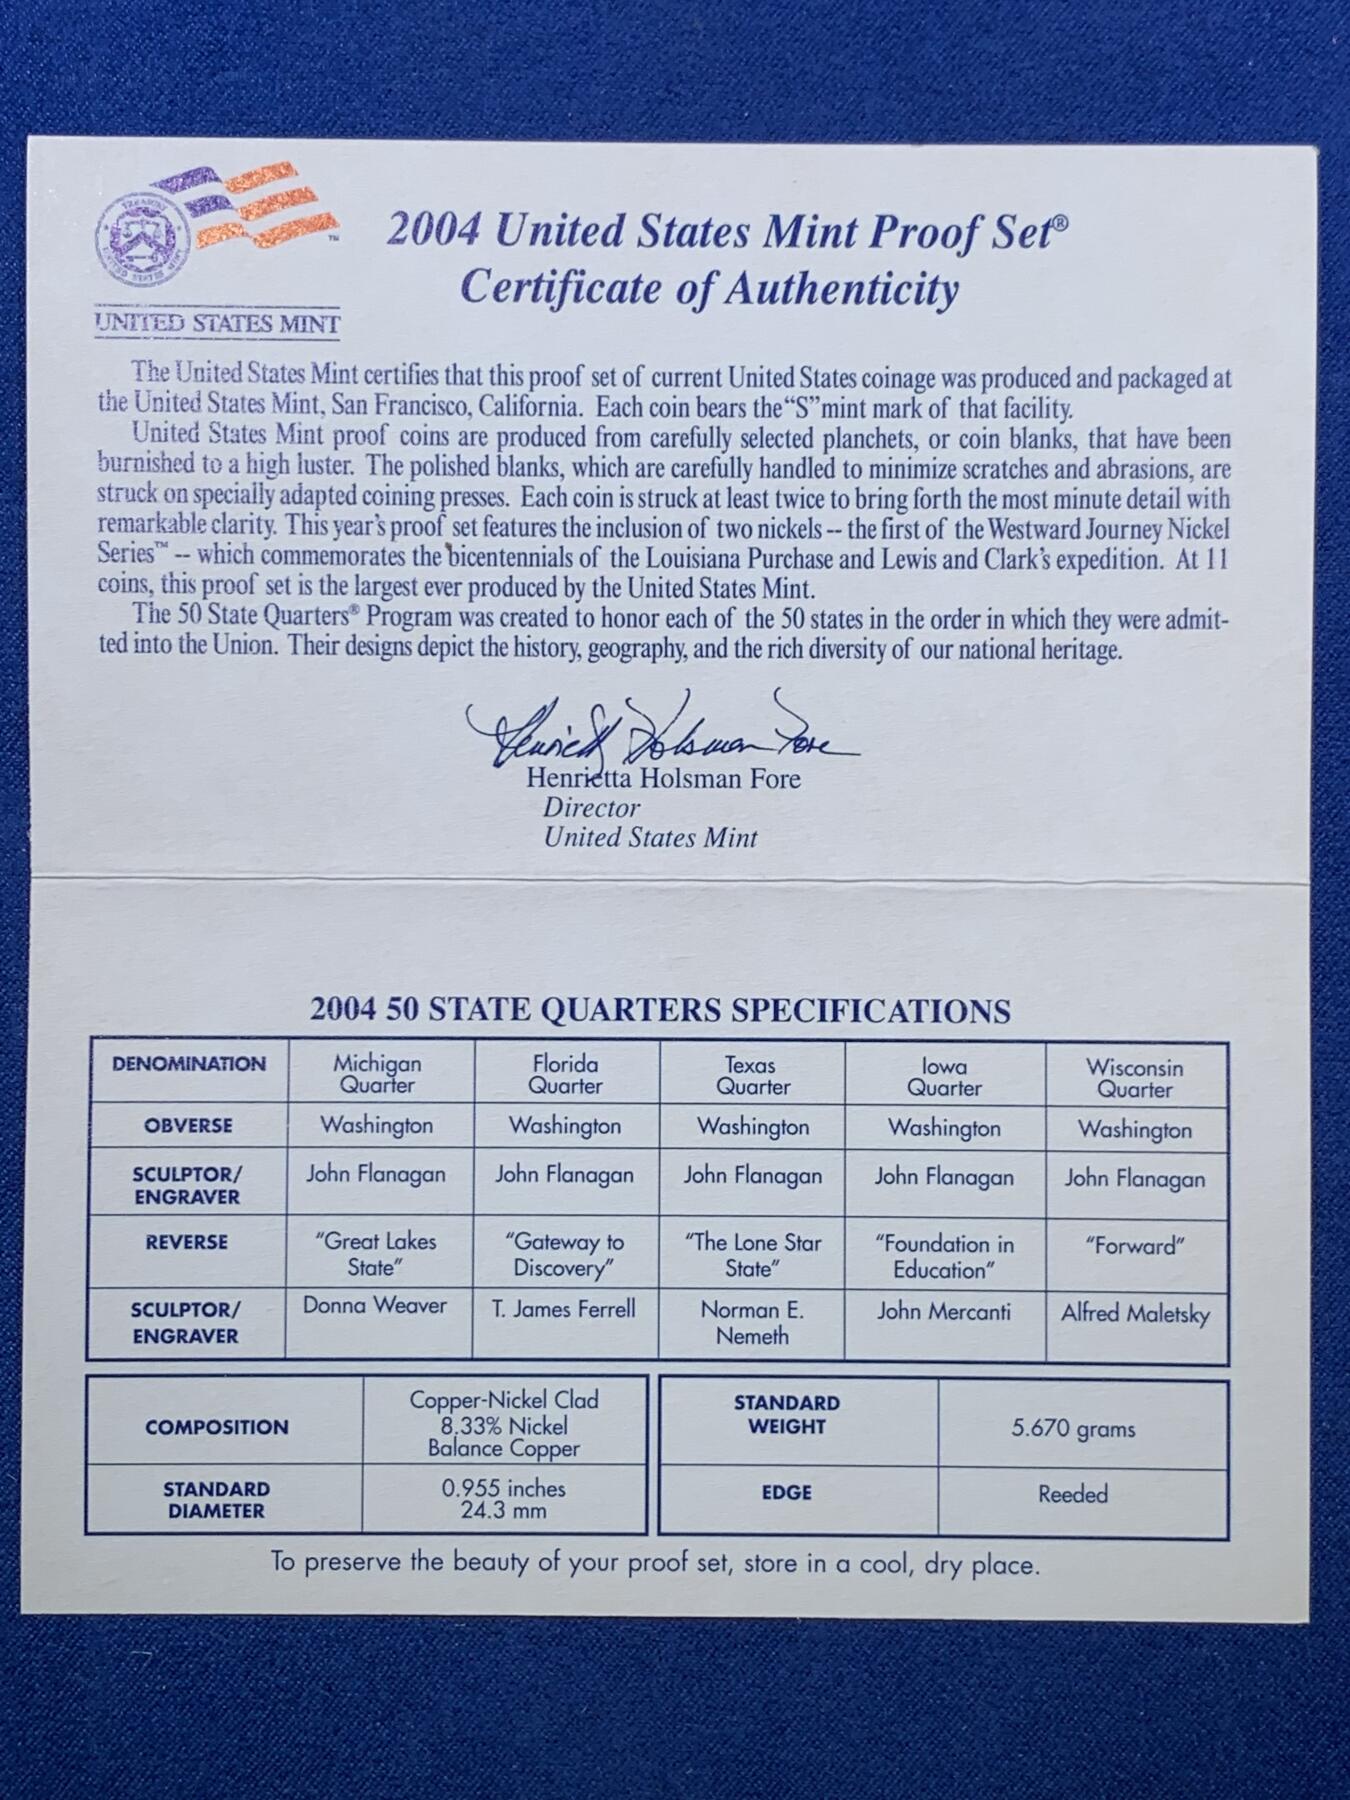 2004 United States Mint Proof Set®
Certificate of Authenticity
TREASURY
UNITED STATES MINT
™
UNITED STATES MINT
The United States Mint certifies that this proof set of current United States coinage was produced and packaged at
the United States Mint, San Francisco, California. Each coin bears the “S” mint mark of that facility.
United States Mint proof coins are produced from carefully selected planchets, or coin blanks, that have been
burnished to a high luster. The polished blanks, which are carefully handled to minimize scratches and abrasions, are
struck on specially adapted coining presses. Each coin is struck at least twice to bring forth the most minute detail with
remarkable clarity. This year’s proof set features the inclusion of two nickels -- the first of the Westward Journey Nickel
Series™ -- which commemorates the bicentennials of the Louisiana Purchase and Lewis and Clark’s expedition. At 11
coins, this proof set is the largest ever produced by the United States Mint.
The 50 State Quarters® Program was created to honor each of the 50 states in the order in which they were admit-
ted into the Union. Their designs depict the history, geography, and the rich diversity of our national heritage.
Henrietta Holsman Fore
Henrietta Holsman Fore
Director
United States Mint
2004 50 STATE QUARTERS SPECIFICATIONS
DENOMINATION Michigan Quarter Florida Quarter Texas Quarter Iowa Quarter Wisconsin Quarter
OBVERSE Washington Washington Washington Washington Washington
SCULPTOR/ ENGRAVER John Flanagan John Flanagan John Flanagan John Flanagan John Flanagan
REVERSE “Great Lakes State” “Gateway to Discovery” “The Lone Star State” “Foundation in Education” “Forward”
SCULPTOR/ ENGRAVER Donna Weaver T. James Ferrell Norman E. Nemeth John Mercanti Alfred Maletsky
COMPOSITION Copper-Nickel Clad 8.33% Nickel Balance Copper
STANDARD DIAMETER 0.955 inches 24.3 mm
STANDARD WEIGHT 5.670 grams
EDGE Reeded
To preserve the beauty of your proof set, store in a cool, dry place.